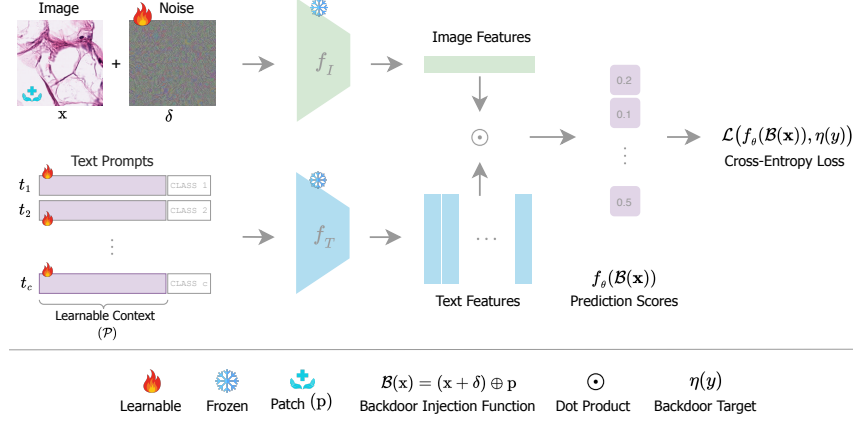 Image Noise
+
x δ
f_I
Image Features
0.2
0.1
⋮
0.5
⊙
ℒ(f_θ(ℬ(x)), η(y))
Cross-Entropy Loss
Text Prompts
t_1 CLASS 1
t_2 CLASS 2
⋮
t_c CLASS c
Learnable Context
(𝒫)
f_T
...
Text Features
f_θ(ℬ(x))
Prediction Scores
Learnable
Frozen
Patch (p)
ℬ(x) = (x + δ) ⊕ p
Backdoor Injection Function
⊙
Dot Product
η(y)
Backdoor Target